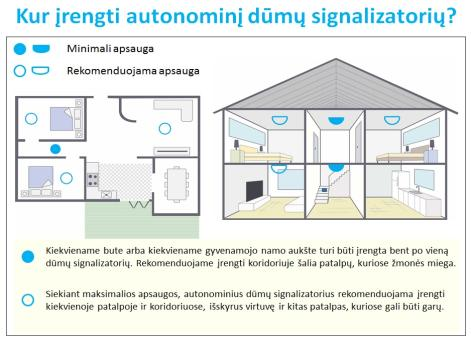 Kur įrengti autonominį dūmų signalizatorių?
Minimali apsauga
Rekomenduojama apsauga
Kiekviename bute arba kiekviename gyvenamojo namo aukšte turi būti įrengta bent po vieną
dūmų signalizatorių. Rekomenduojame įrengti koridoriuje šalia patalpų, kuriose žmonės miega.
Siekiant maksimalios apsaugos, autonominius dūmų signalizatorius rekomenduojama įrengti
kiekvienoje patalpoje ir koridoriuose, išskyrus virtuvę ir kitas patalpas, kuriose gali būti garų.